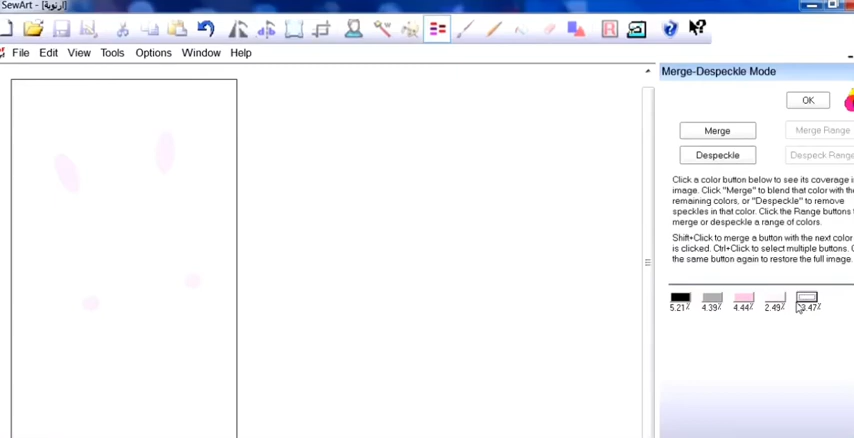 SewArt - [أرنوبة]
File Edit View Tools Options Window Help
Merge-Despeckle Mode
OK
Merge
Merge Range
Despeckle
Despeck Range
Click a color button below to see its coverage i
image. Click "Merge" to blend that color with the
remaining colors, or "Despeckle" to remove
speckles in that color. Click the Range buttons
merge or despeckle a range of colors.
Shift+Click to merge a button with the next color
is clicked. Ctrl+Click to select multiple buttons.
the same button again to restore the full image.
5.21% 4.39% 4.44% 2.49% 3.47%